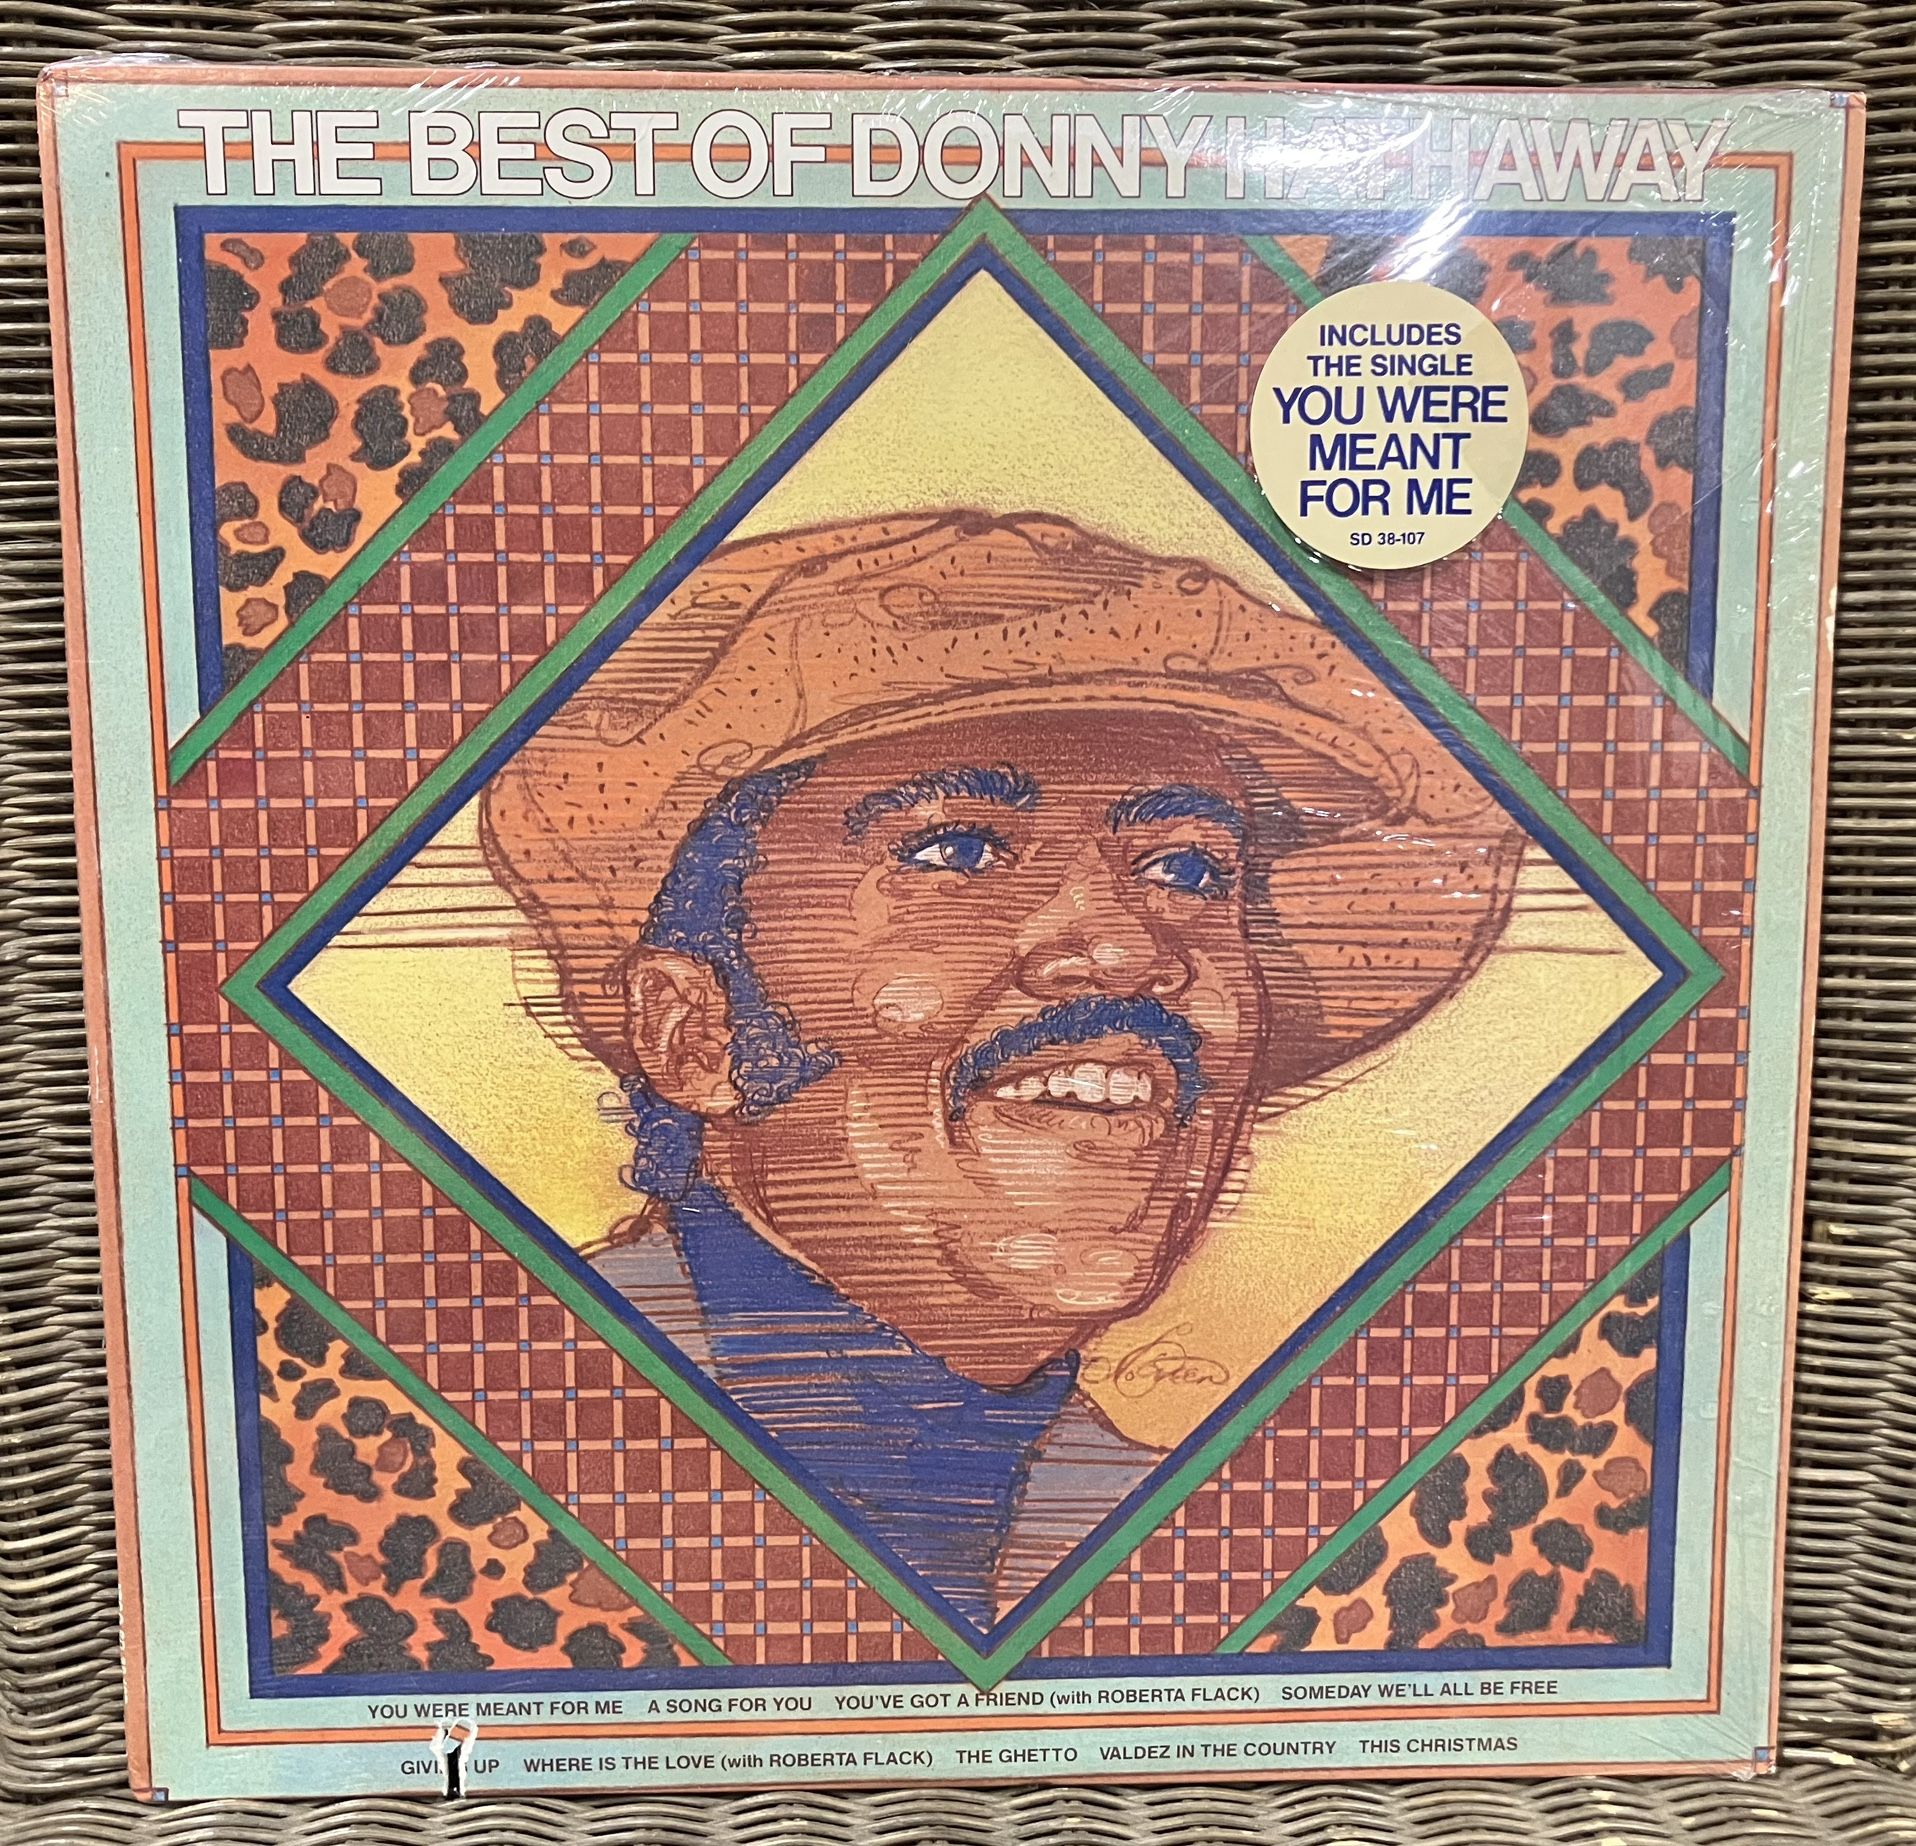 THE BEST OF DONNY HATHAWAY
INCLUDES
THE SINGLE
YOU WERE
MEANT
FOR ME
SD 38-107
YOU WERE MEANT FOR ME A SONG FOR YOU YOU'VE GOT A FRIEND (with ROBERTA FLACK) SOMEDAY WE'LL ALL BE FREE
UP WHERE IS THE LOVE (with ROBERTA FLACK) THE GHETTO VALDEZ IN THE COUNTRY THIS CHRISTMAS